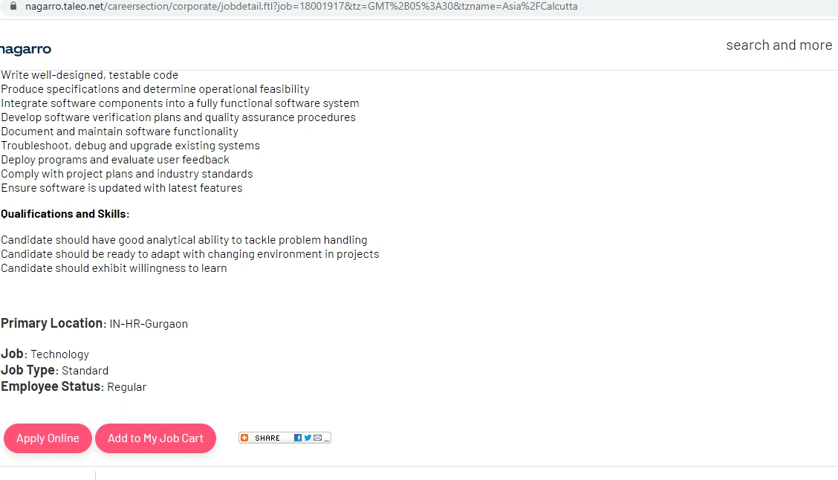 nagarro.taleo.net/careersection/corporate/jobdetail.ftl?job=18001917&tz=GMT%2B05%3A30&tzname=Asia%2FCalcutta
nagarro
search and more
Write well-designed, testable code
Produce specifications and determine operational feasibility
Integrate software components into a fully functional software system
Develop software verification plans and quality assurance procedures
Document and maintain software functionality
Troubleshoot, debug and upgrade existing systems
Deploy programs and evaluate user feedback
Comply with project plans and industry standards
Ensure software is updated with latest features
Qualifications and Skills:
Candidate should have good analytical ability to tackle problem handling
Candidate should be ready to adapt with changing environment in projects
Candidate should exhibit willingness to learn
Primary Location: IN-HR-Gurgaon
Job: Technology
Job Type: Standard
Employee Status: Regular
Apply Online Add to My Job Cart SHARE